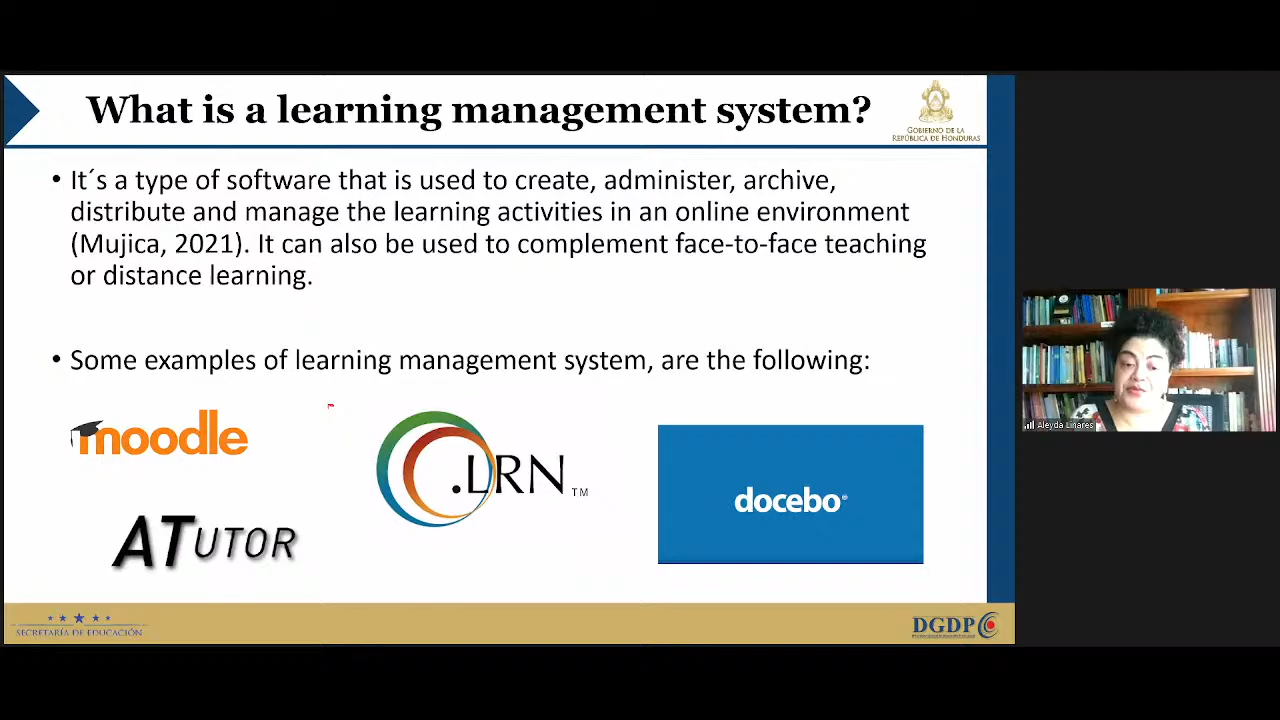 What is a learning management system?
GOBIERNO DE LA
REPÚBLICA DE HONDURAS
• It´s a type of software that is used to create, administer, archive,
distribute and manage the learning activities in an online environment
(Mujica, 2021). It can also be used to complement face-to-face teaching
or distance learning.
• Some examples of learning management system, are the following:
moodle
.LRN TM
docebo®
ATUTOR
Aleyda Linares
SECRETARÍA DE EDUCACIÓN
DGDP